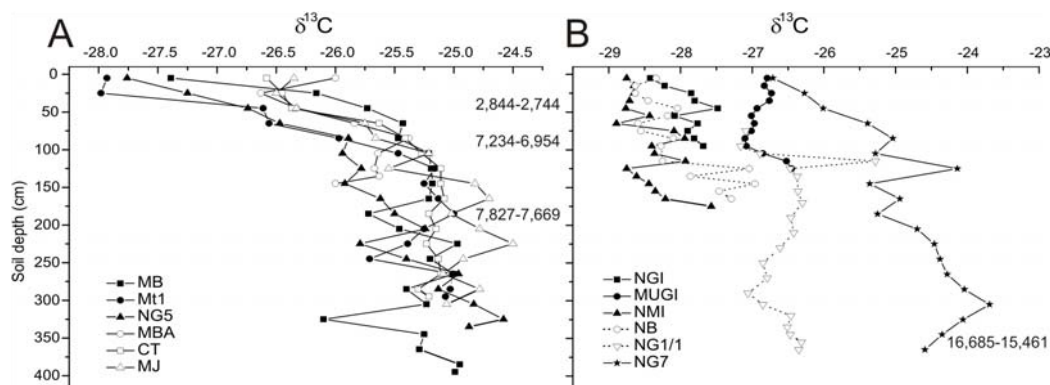 A
δ13C
-28.0 -27.5 -27.0 -26.5 -26.0 -25.5 -25.0 -24.5
Soil depth (cm)
0
50
100
150
200
250
300
350
400
2,844-2,744
7,234-6,954
7,827-7,669
MB
Mt1
NG5
MBA
CT
MJ
B
δ13C
-29 -28 -27 -26 -25 -24 -23
NGI
MUGI
NMI
NB
NG1/1
NG7
16,685-15,461